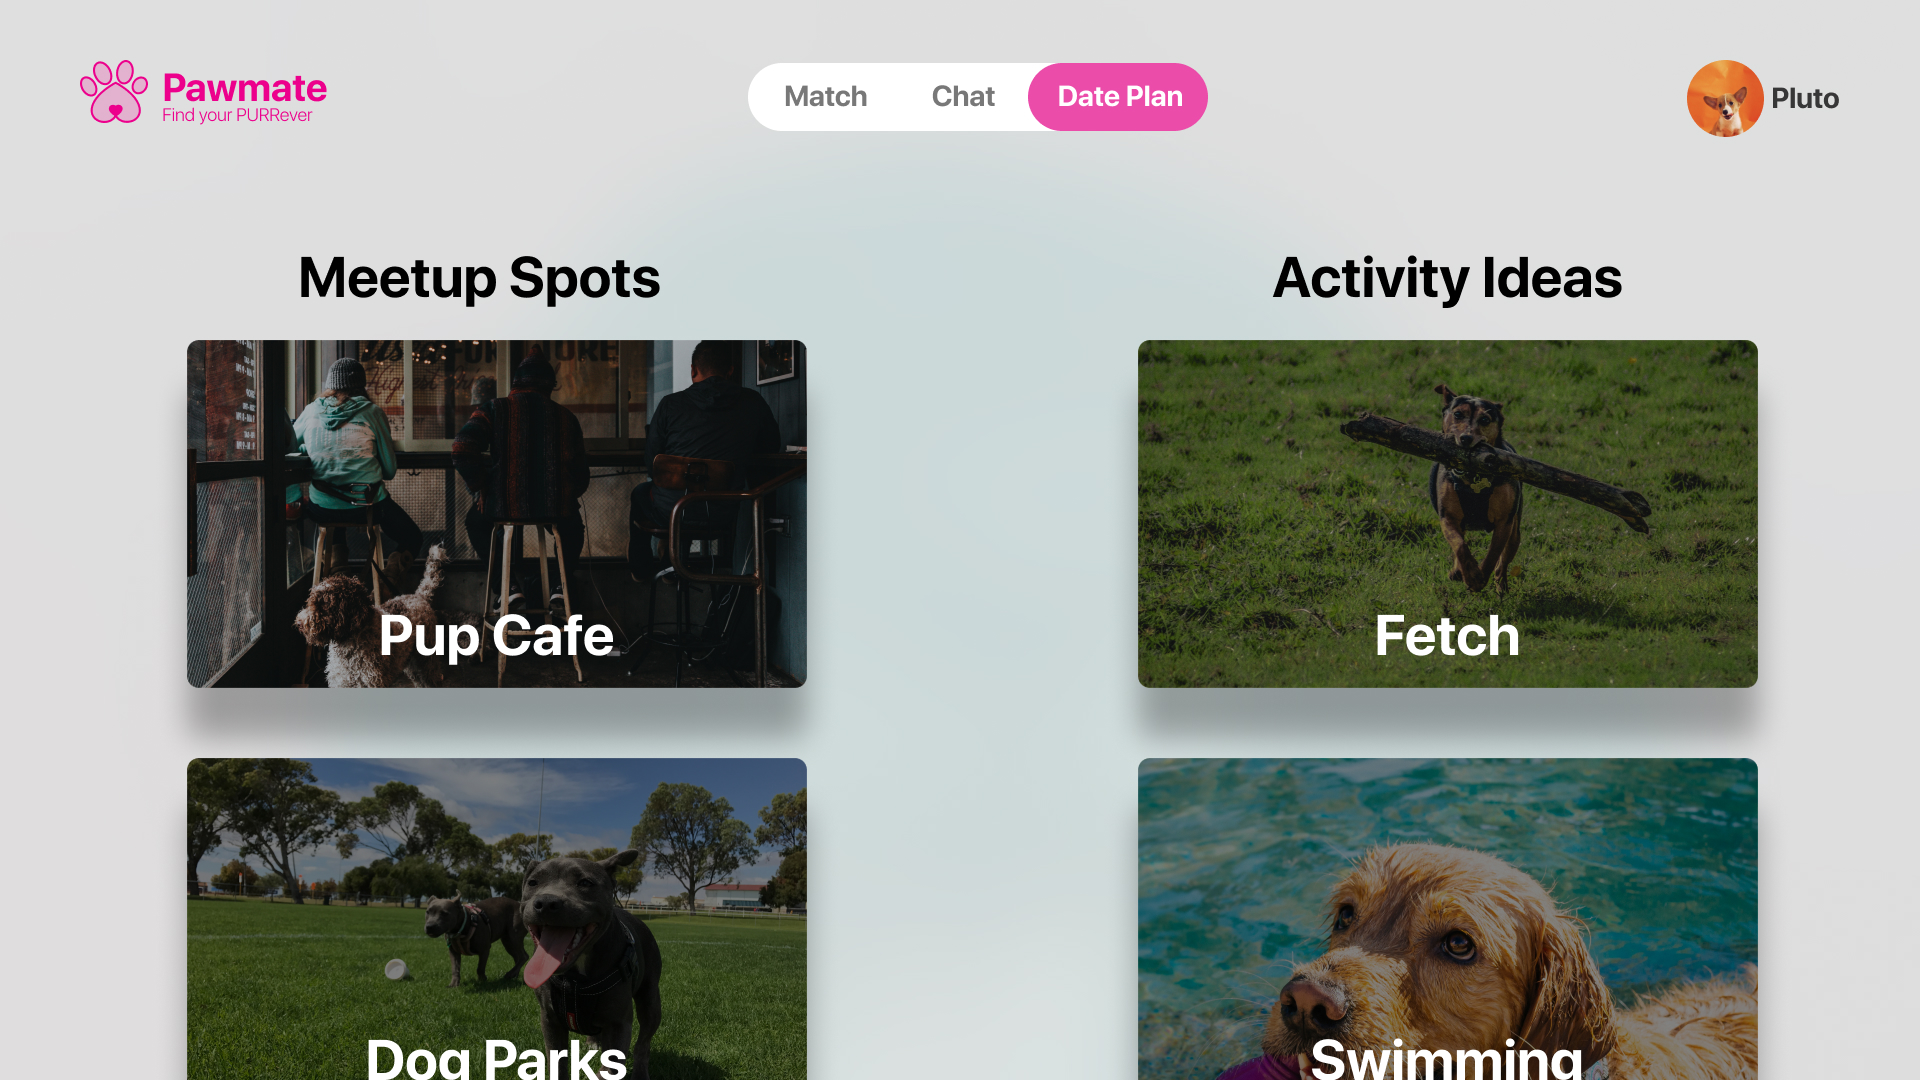 Pawmate
Find your PURRever
Match
Chat
Date Plan
Pluto
Meetup Spots
Activity Ideas
Pup Cafe
Fetch
Dog Parks
Swimming